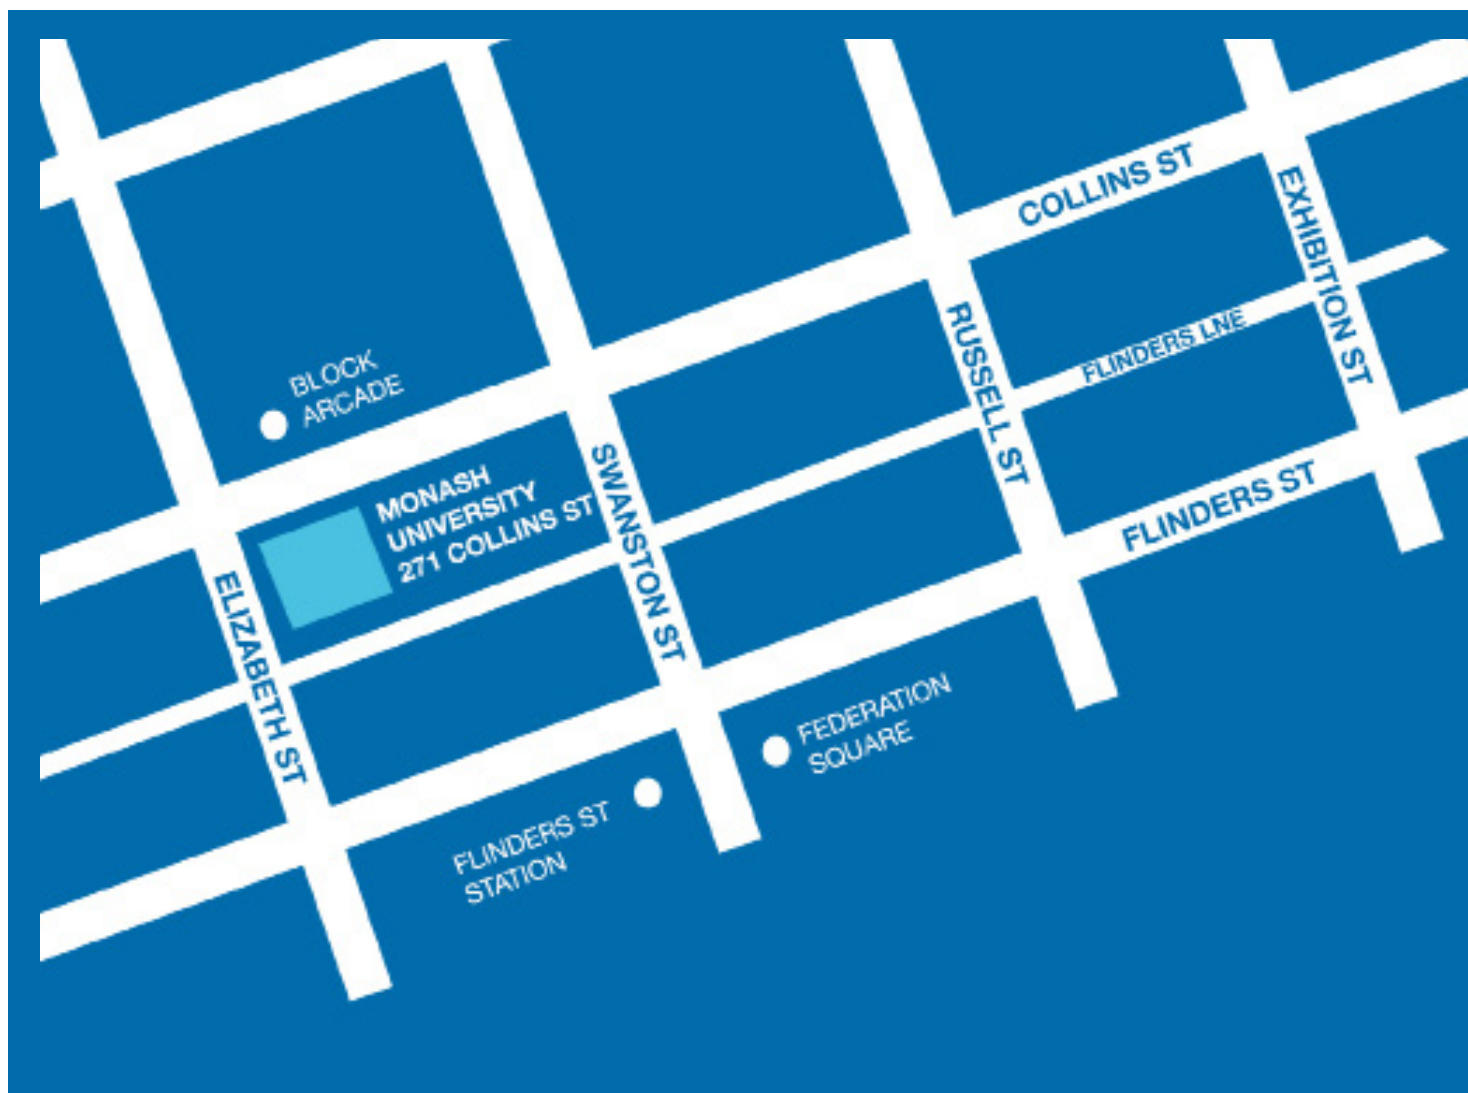 COLLINS ST
EXHIBITION ST
RUSSELL ST
FLINDERS LNE
BLOCK
ARCADE
MONASH
UNIVERSITY
271 COLLINS ST
SWANSTON ST
FLINDERS ST
ELIZABETH ST
FEDERATION
SQUARE
FLINDERS ST
STATION